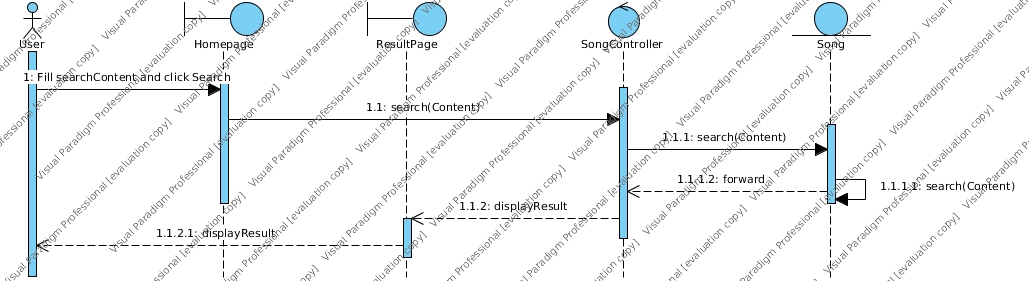 User
Homepage
ResultPage
SongController
Song
1: Fill searchContent and click Search
1.1: search(Content)
1.1.1: search(Content)
1.1.1.2: forward
1.1.1.1: search(Content)
1.1.2: displayResult
1.1.2.1: displayResult
Visual Paradigm Professional [evaluation copy]